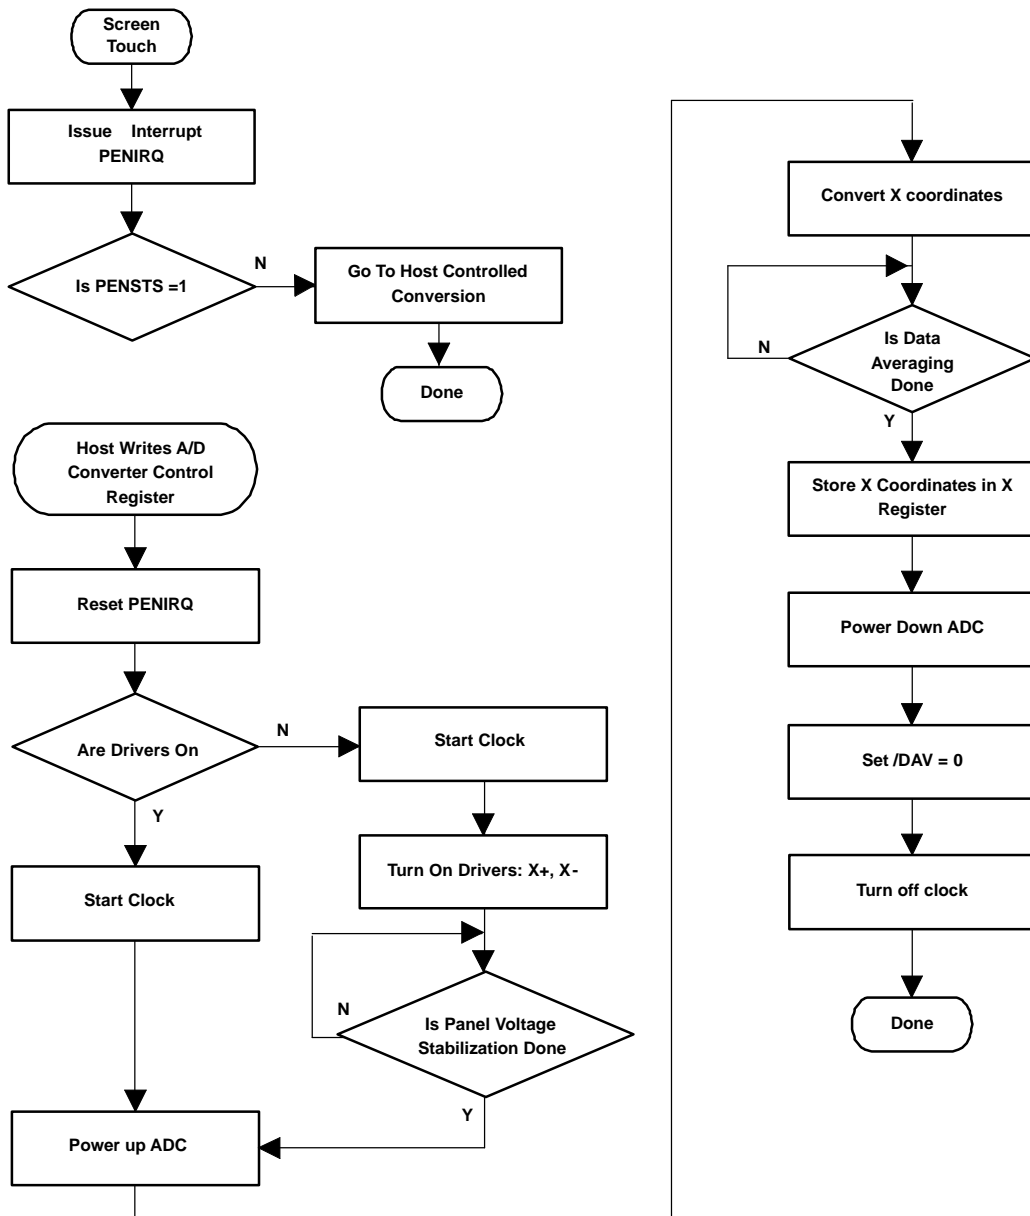 Screen
Touch
Issue Interrupt
PENIRQ
Is PENSTS =1
N
Go To Host Controlled
Conversion
Done
Host Writes A/D
Converter Control
Register
Reset PENIRQ
Are Drivers On
N
Y
Start Clock
Start Clock
Turn On Drivers: X+, X-
N
Is Panel Voltage
Stabilization Done
Y
Power up ADC
Convert X coordinates
N
Is Data
Averaging
Done
Y
Store X Coordinates in X
Register
Power Down ADC
Set /DAV = 0
Turn off clock
Done